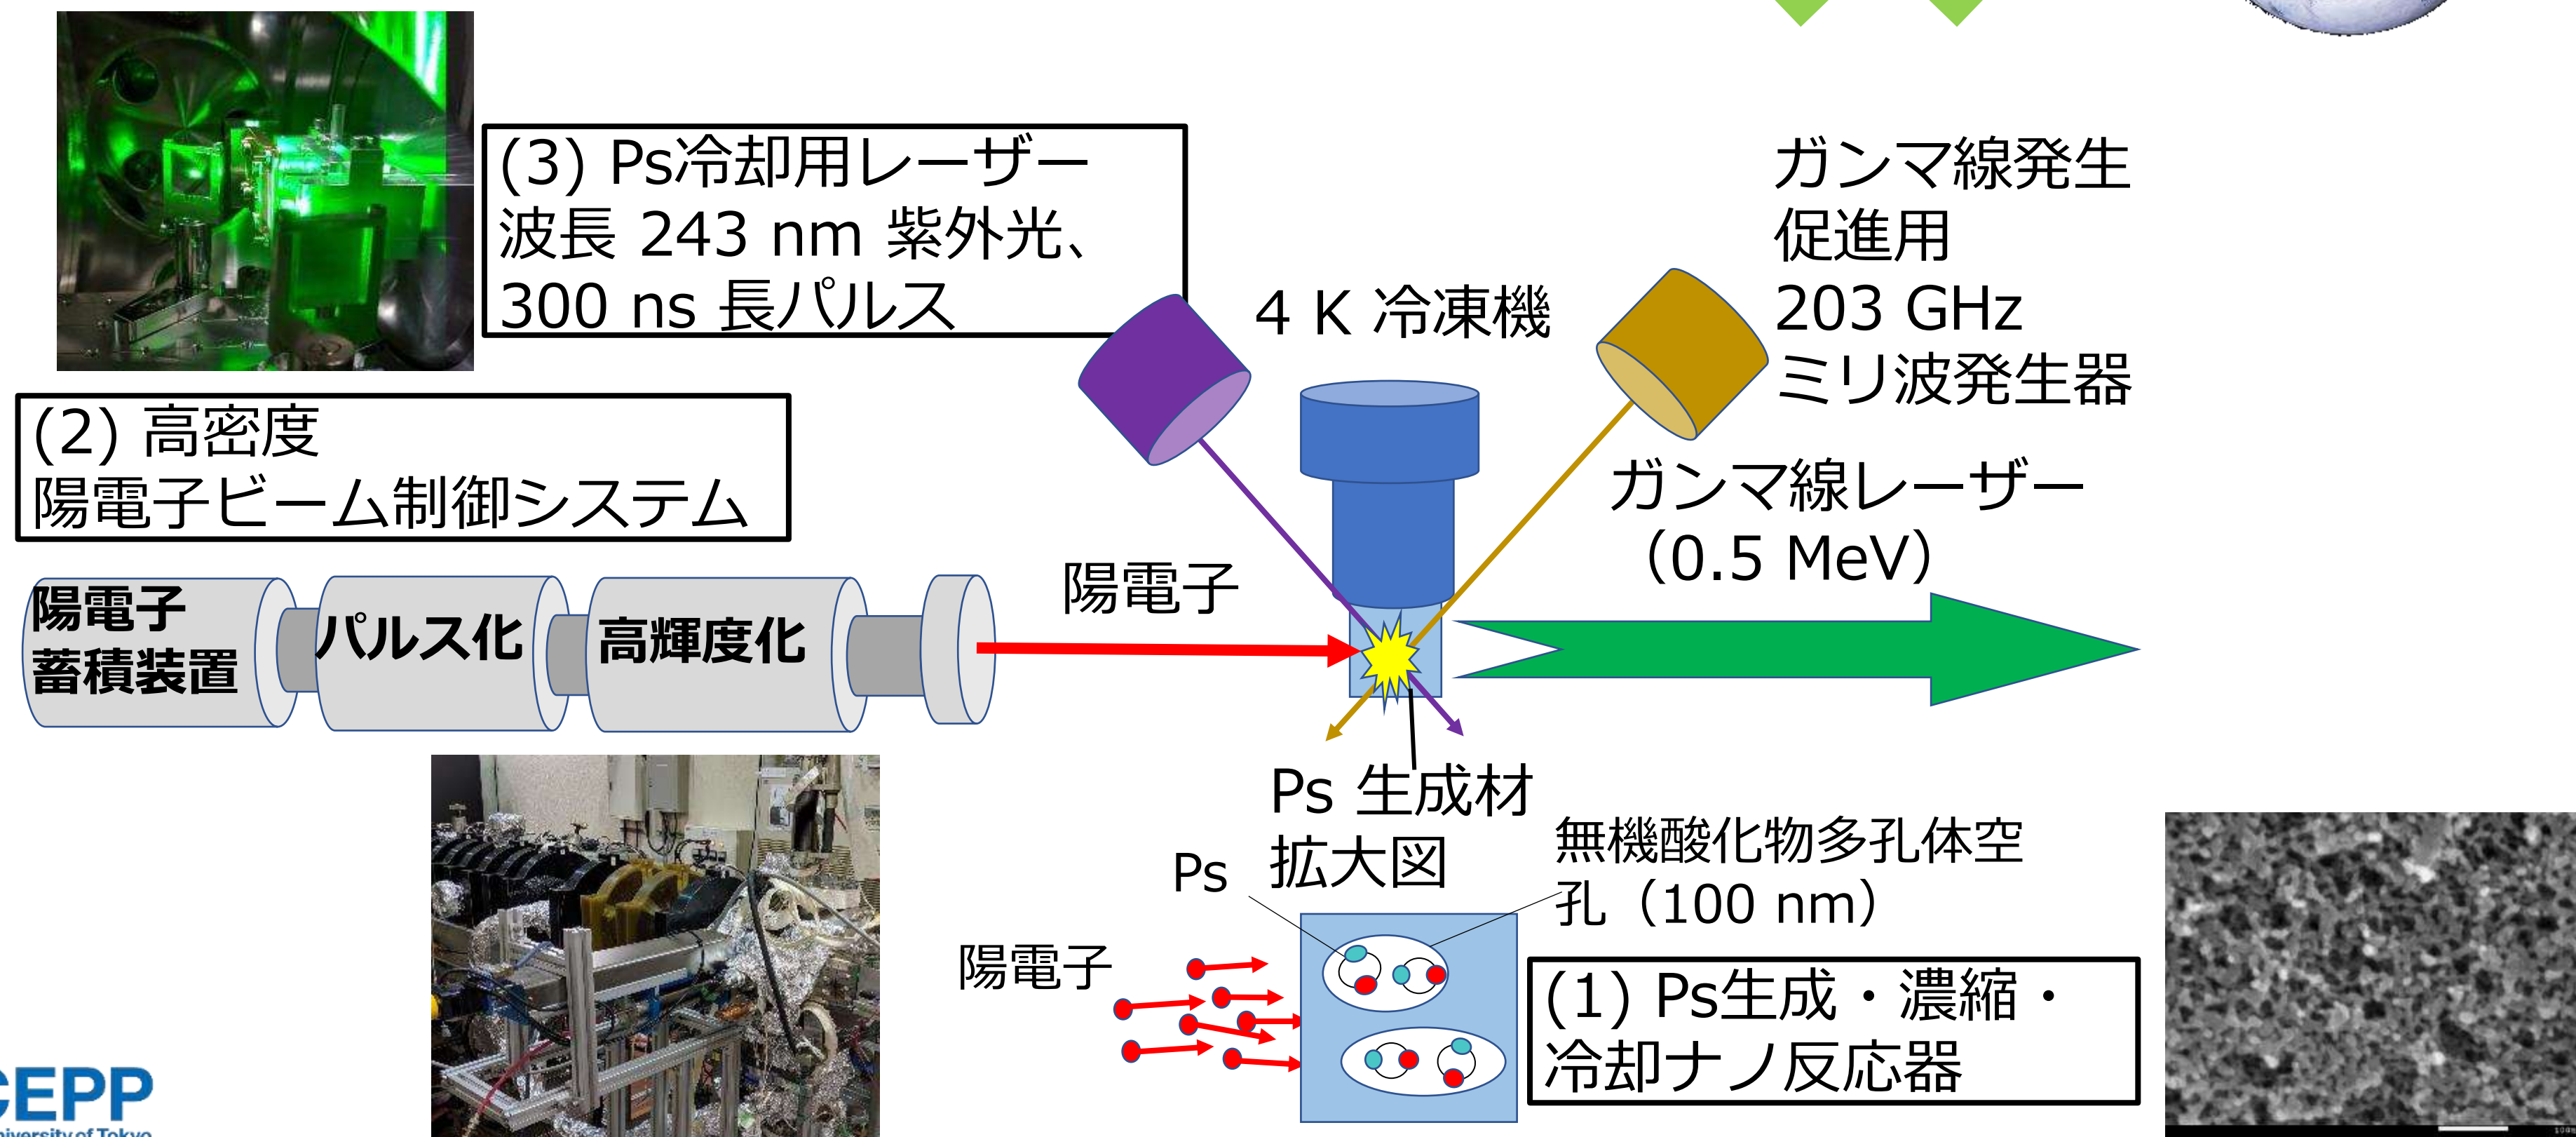 (3) Ps冷却用レーザー
波長 243 nm 紫外光、
300 ns 長パルス
ガンマ線発生
促進用
203 GHz
ミリ波発生器
4 K 冷凍機
(2) 高密度
陽電子ビーム制御システム
ガンマ線レーザー
（0.5 MeV）
陽電子
蓄積装置
パルス化
高輝度化
陽電子
Ps 生成材
拡大図
Ps
無機酸化物多孔体空
孔（100 nm）
陽電子
(1) Ps生成・濃縮・
冷却ナノ反応器
CEPP
University of Tokyo